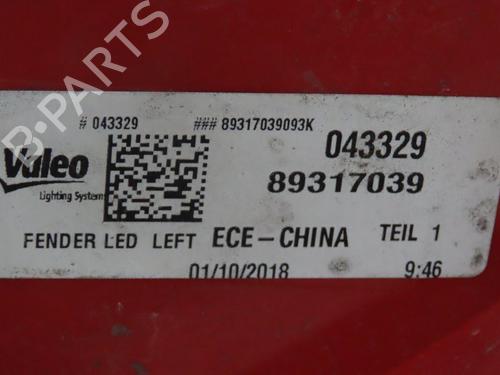 B-PARTS
# 043329 ### 89317039093K
Valeo
Lighting System
043329
89317039
FENDER LED LEFT ECE-CHINA TEIL 1
01/10/2018 9:46